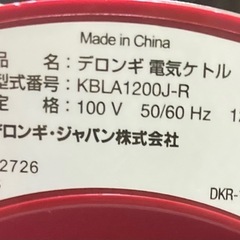 Made in China
品名：デロンギ 電気ケトル
型式番号：KBLA1200J-R
定格：100 V 50/60 Hz 12
デロンギ・ジャパン株式会社
2726
DKR-